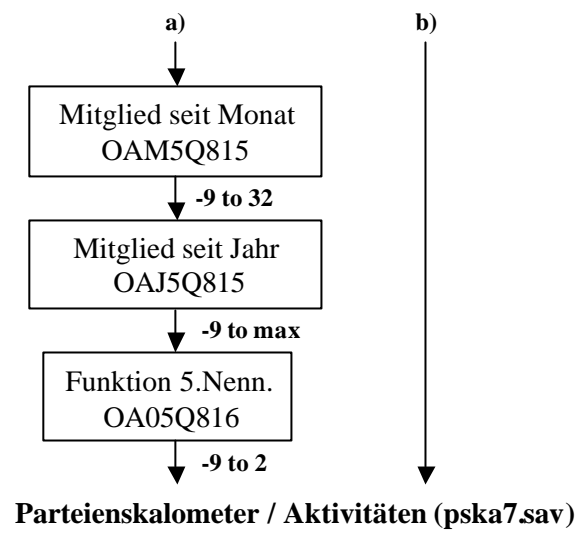 a) b)
Mitglied seit Monat
OAM5Q815
-9 to 32
Mitglied seit Jahr
OAJ5Q815
-9 to max
Funktion 5.Nenn.
OA05Q816
-9 to 2
Parteienskalometer / Aktivitäten (pska7.sav)